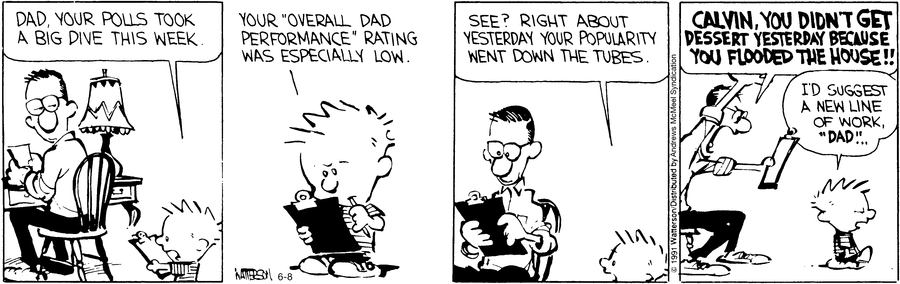 DAD, YOUR POLLS TOOK
A BIG DIVE THIS WEEK.
YOUR "OVERALL DAD
PERFORMANCE" RATING
WAS ESPECIALLY LOW.
WATTERSON 6-8
SEE? RIGHT ABOUT
YESTERDAY YOUR POPULARITY
WENT DOWN THE TUBES.
© 1991 Watterson/Distributed by Andrews McMeel Syndication
CALVIN, YOU DIDN'T GET
DESSERT YESTERDAY BECAUSE
YOU FLOODED THE HOUSE!!
I'D SUGGEST
A NEW LINE
OF WORK,
"DAD"...